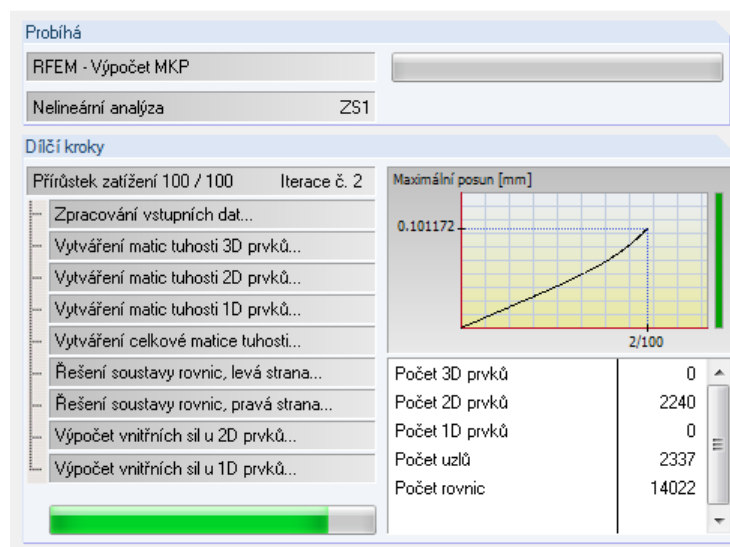 Probíhá
RFEM - Výpočet MKP
Nelineární analýza ZS1
Dílčí kroky
Přírůstek zatížení 100 / 100 Iterace č. 2
Zpracování vstupních dat...
Vytváření matic tuhosti 3D prvků...
Vytváření matic tuhosti 2D prvků...
Vytváření matic tuhosti 1D prvků...
Vytváření celkové matice tuhosti...
Řešení soustavy rovnic, levá strana...
Řešení soustavy rovnic, pravá strana...
Výpočet vnitřních sil u 2D prvků...
Výpočet vnitřních sil u 1D prvků...
Maximální posun [mm]
0.101172
2/100
Počet 3D prvků 0
Počet 2D prvků 2240
Počet 1D prvků 0
Počet uzlů 2337
Počet rovnic 14022